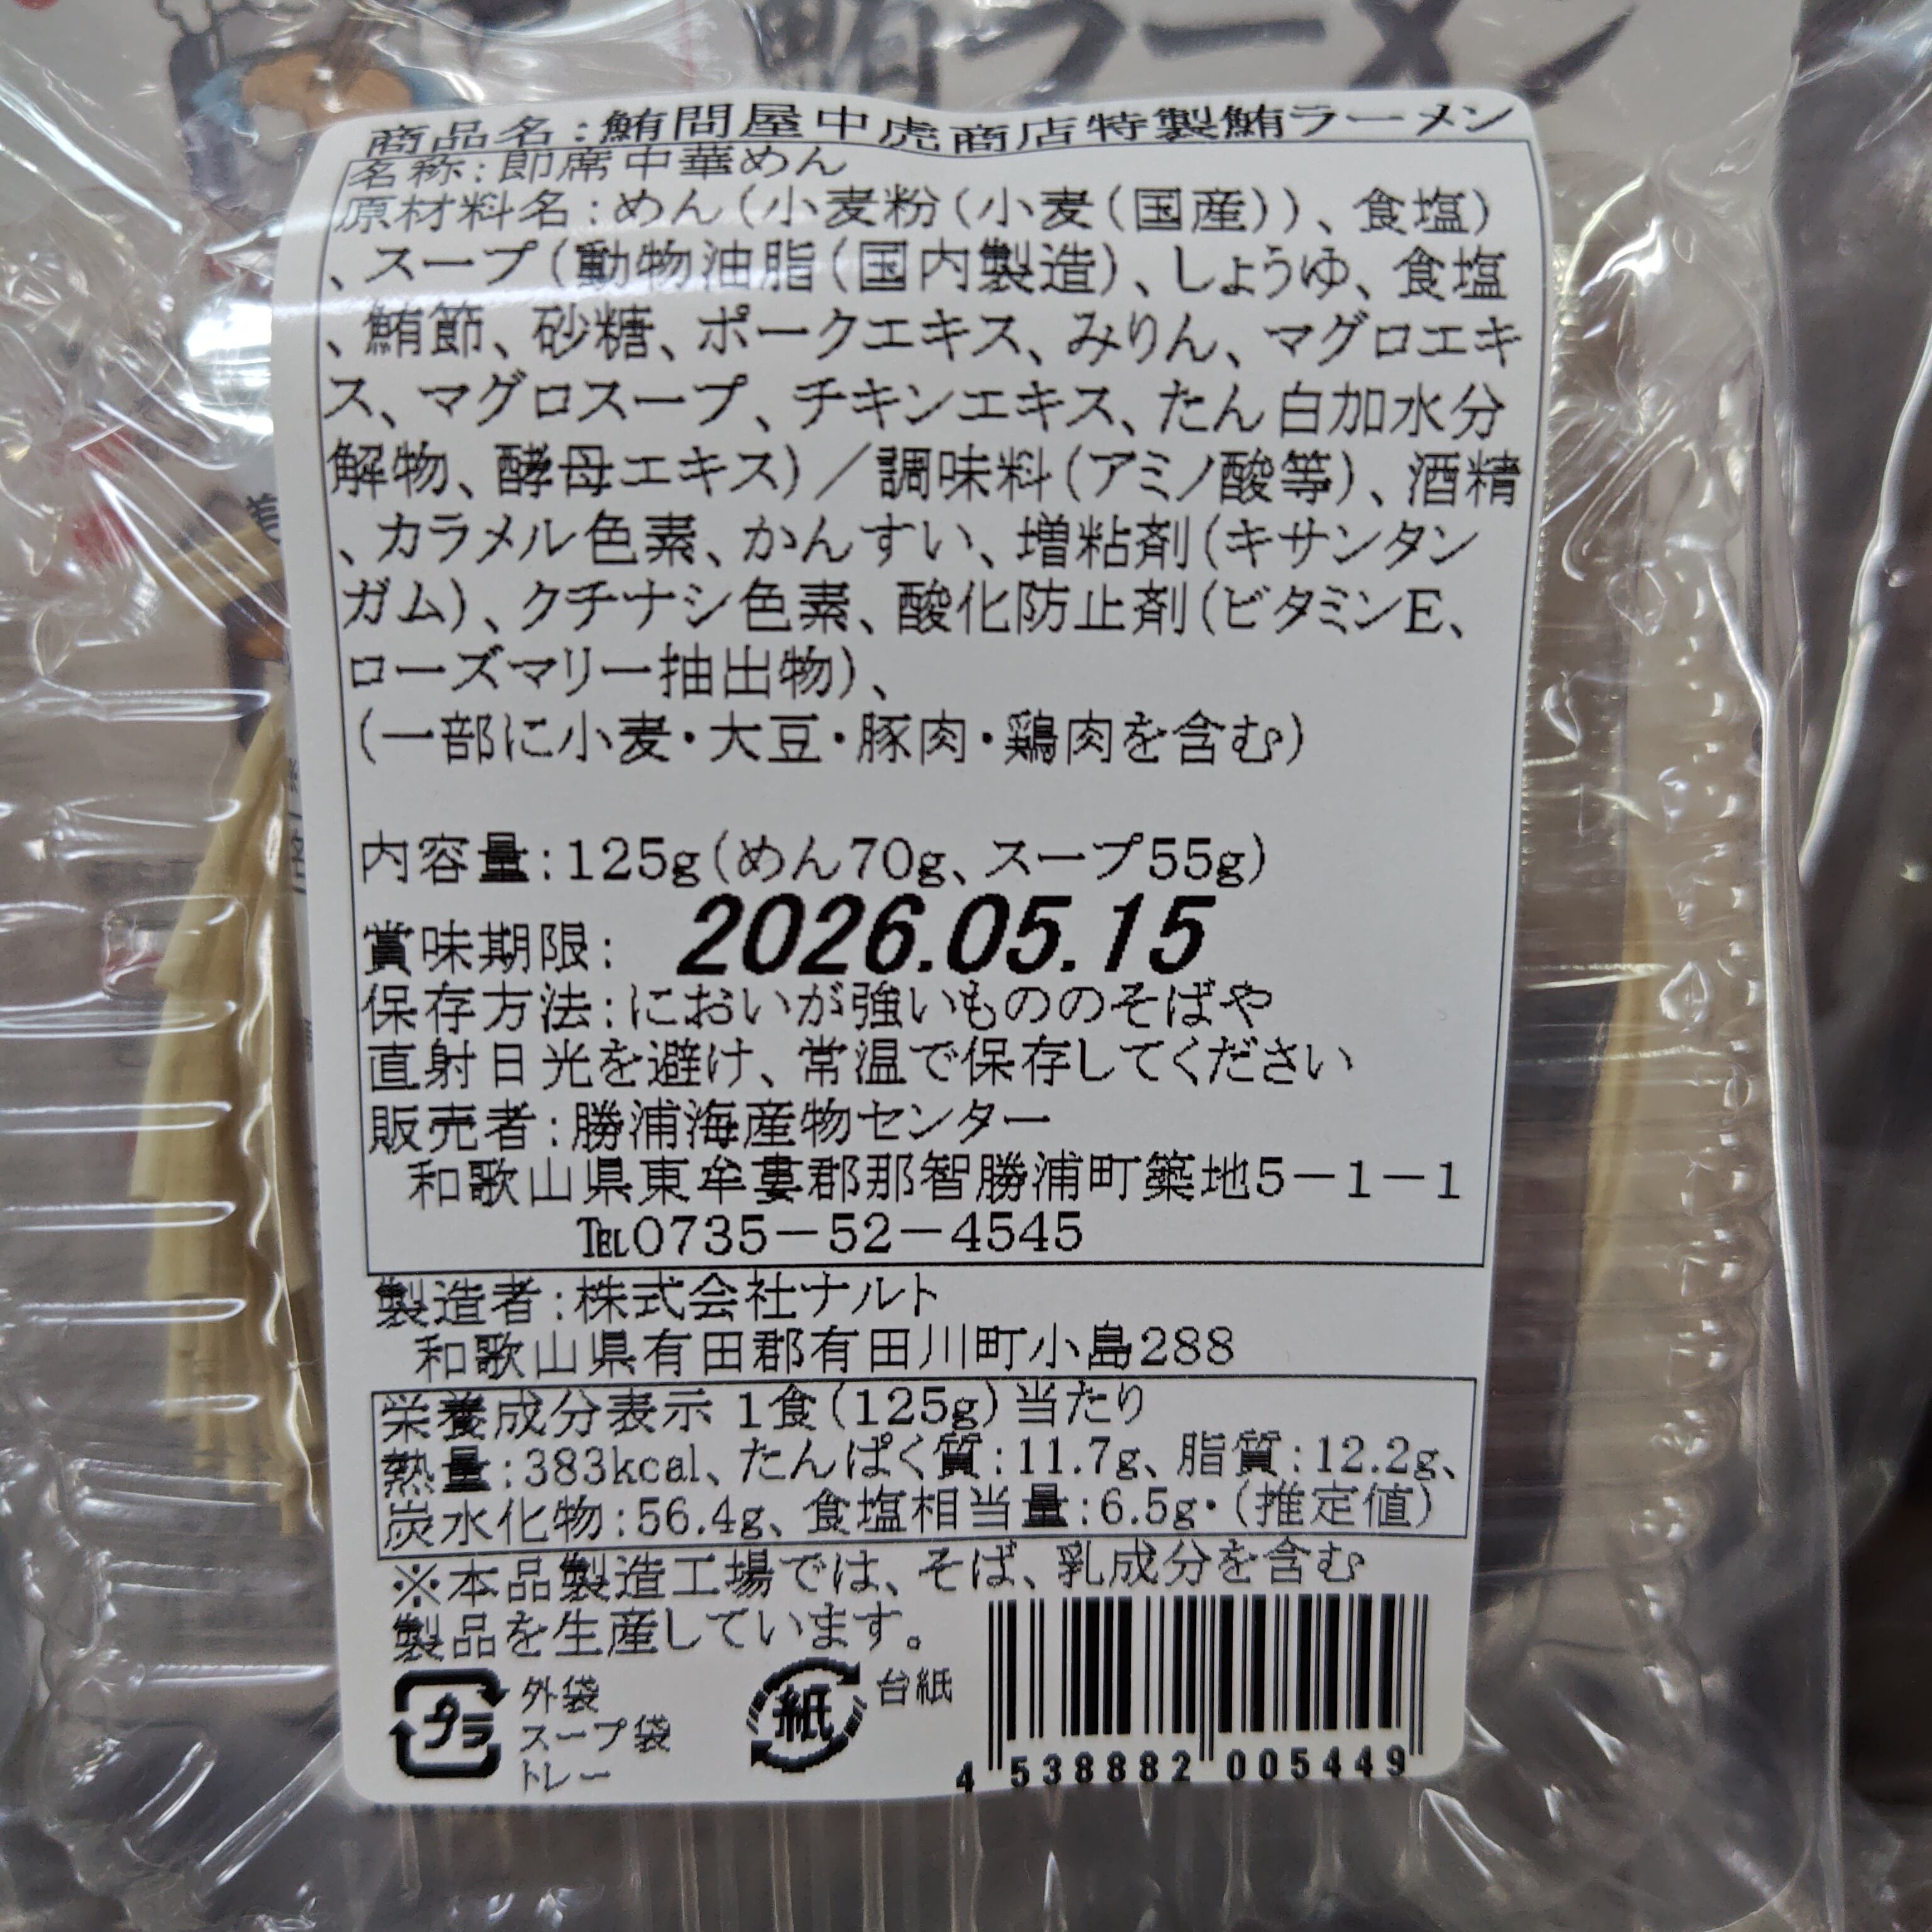 鮪ラーメン
商品名:鮪問屋中虎商店特製鮪ラーメン
名称:即席中華めん
原材料名:めん(小麦粉(小麦(国産))、食塩)
、スープ(動物油脂(国内製造)、しょうゆ、食塩
、鮪節、砂糖、ポークエキス、みりん、マグロエキ
ス、マグロスープ、チキンエキス、たん白加水分
解物、酵母エキス)/調味料(アミノ酸等)、酒精
、カラメル色素、かんすい、増粘剤(キサンタン
ガム)、クチナシ色素、酸化防止剤(ビタミンE、
ローズマリー抽出物)、
(一部に小麦・大豆・豚肉・鶏肉を含む)
内容量:125g(めん70g、スープ55g)
賞味期限: 2026.05.15
保存方法:においが強いもののそばや
直射日光を避け、常温で保存してください
販売者:勝浦海産物センター
和歌山県東牟婁郡那智勝浦町築地5-1-1
℡0735-52-4545
製造者:株式会社ナルト
和歌山県有田郡有田川町小島288
栄養成分表示 1食(125g)当たり
熱量:383kcal、たんぱく質:11.7g、脂質:12.2g、
炭水化物:56.4g、食塩相当量:6.5g・(推定値)
※本品製造工場では、そば、乳成分を含む
製品を生産しています。
プラ 外袋
スープ袋
トレー
紙 台紙
4 538882 005449